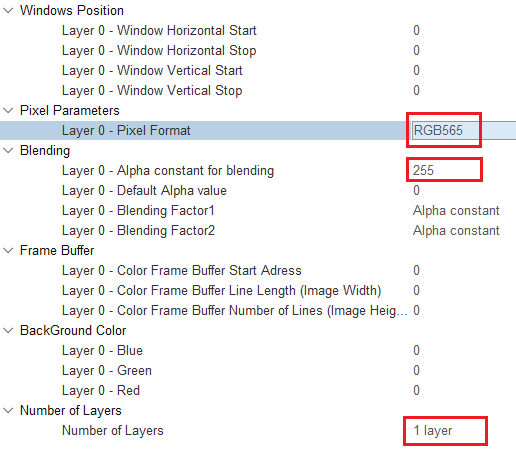 Windows Position
Layer 0 - Window Horizontal Start 0
Layer 0 - Window Horizontal Stop 0
Layer 0 - Window Vertical Start 0
Layer 0 - Window Vertical Stop 0
Pixel Parameters
Layer 0 - Pixel Format RGB565
Blending
Layer 0 - Alpha constant for blending 255
Layer 0 - Default Alpha value 0
Layer 0 - Blending Factor1 Alpha constant
Layer 0 - Blending Factor2 Alpha constant
Frame Buffer
Layer 0 - Color Frame Buffer Start Adress 0
Layer 0 - Color Frame Buffer Line Length (Image Width) 0
Layer 0 - Color Frame Buffer Number of Lines (Image Heig... 0
BackGround Color
Layer 0 - Blue 0
Layer 0 - Green 0
Layer 0 - Red 0
Number of Layers
Number of Layers 1 layer